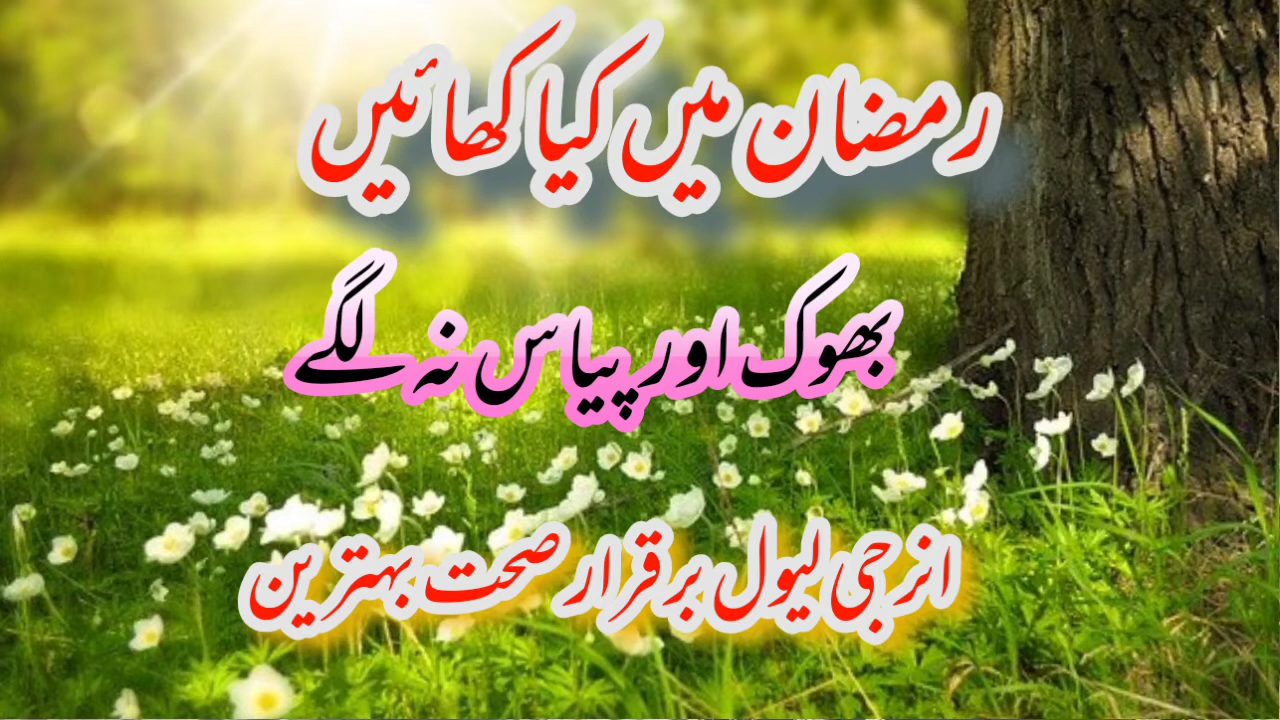 رمضان میں کیا کھائیں
بھوک اور پیاس نہ لگے
انرجی لیول برقرار صحت بہترین